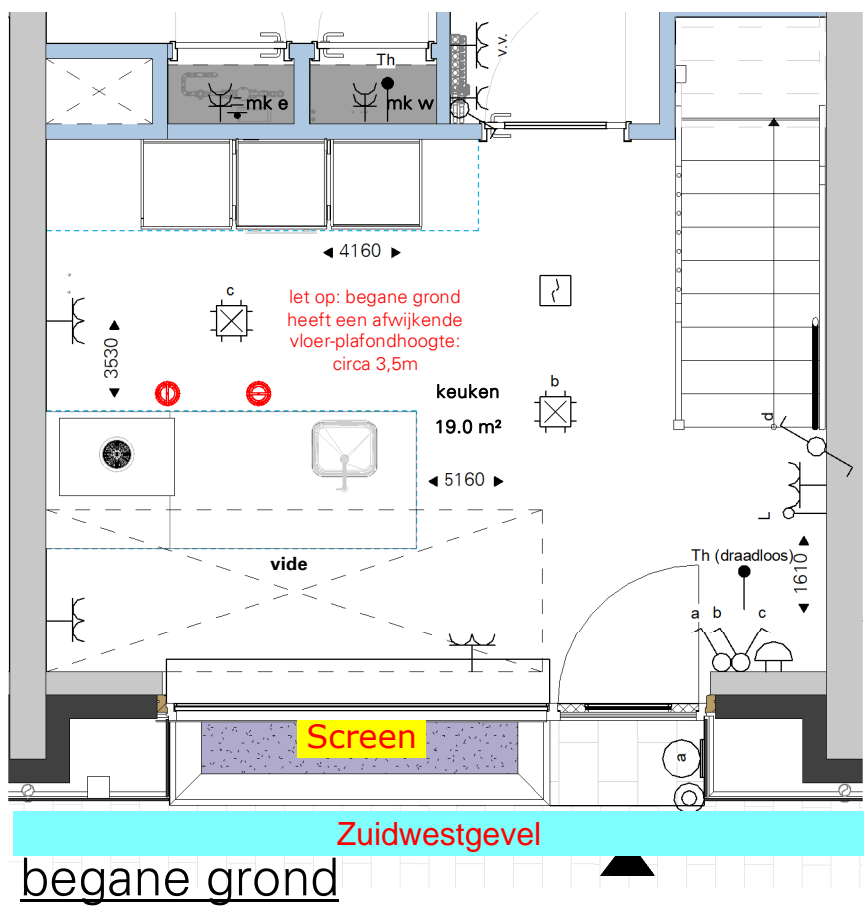 v.v.
Th
mk e
mk w
4160
c
let op: begane grond
heeft een afwijkende
vloer-plafondhoogte:
circa 3,5m
3530
b
keuken
19.0 m²
d
5160
L
vide
Th (draadloos)
1610
a b c
Screen
a
Zuidwestgevel
begane grond